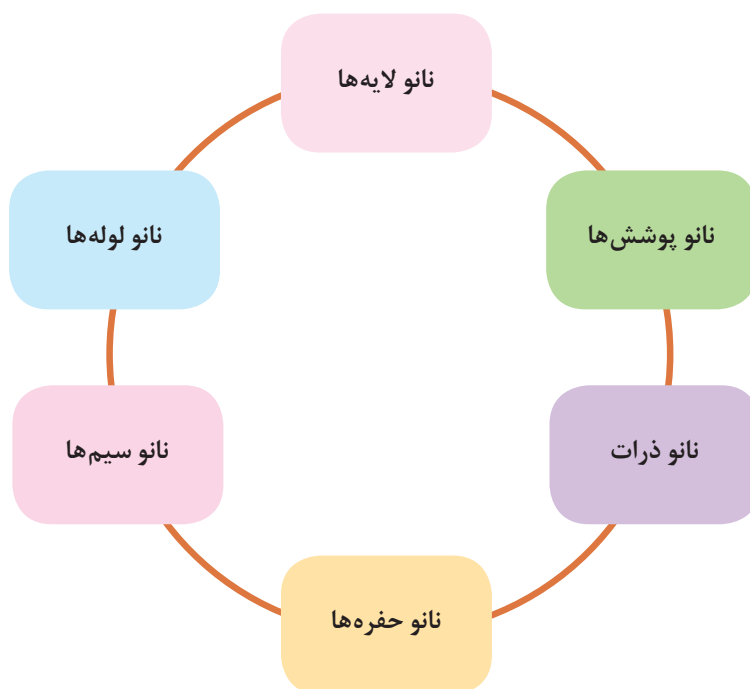 نانو لایه‌ها
نانو پوشش‌ها
نانو لوله‌ها
نانو ذرات
نانو سیم‌ها
نانو حفره‌ها